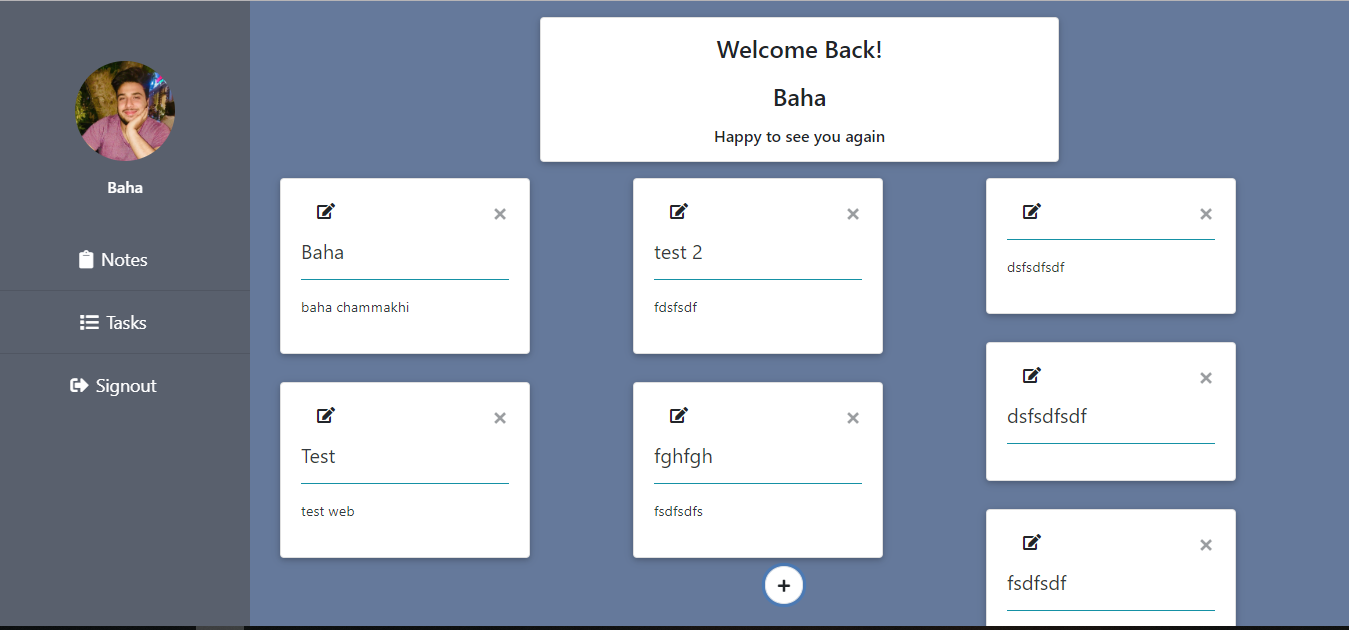 Baha
Notes
Tasks
Signout
Welcome Back!
Baha
Happy to see you again
Baha
baha chammakhi
Test
test web
test 2
fdsfsdf
fghfgh
fsdfsdfs
dsfsdfsdf
dsfsdfsdf
fsdfsdf